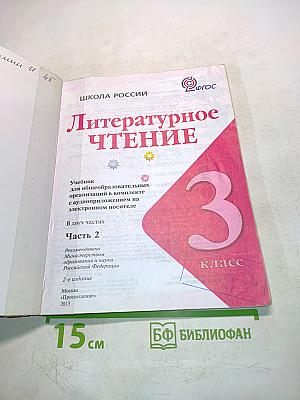 ШКОЛА РОССИИ
ФГОС
Литературное
ЧТЕНИЕ
Учебник
для общеобразовательных
организаций в комплекте
с аудиоприложением на
электронном носителе
В двух частях
Часть 2
3
класс
Рекомендовано
Министерством
образования и науки
Российской Федерации
2-е издание
Москва
«Просвещение»
2013
15 см
БФ БИБЛИОФАН